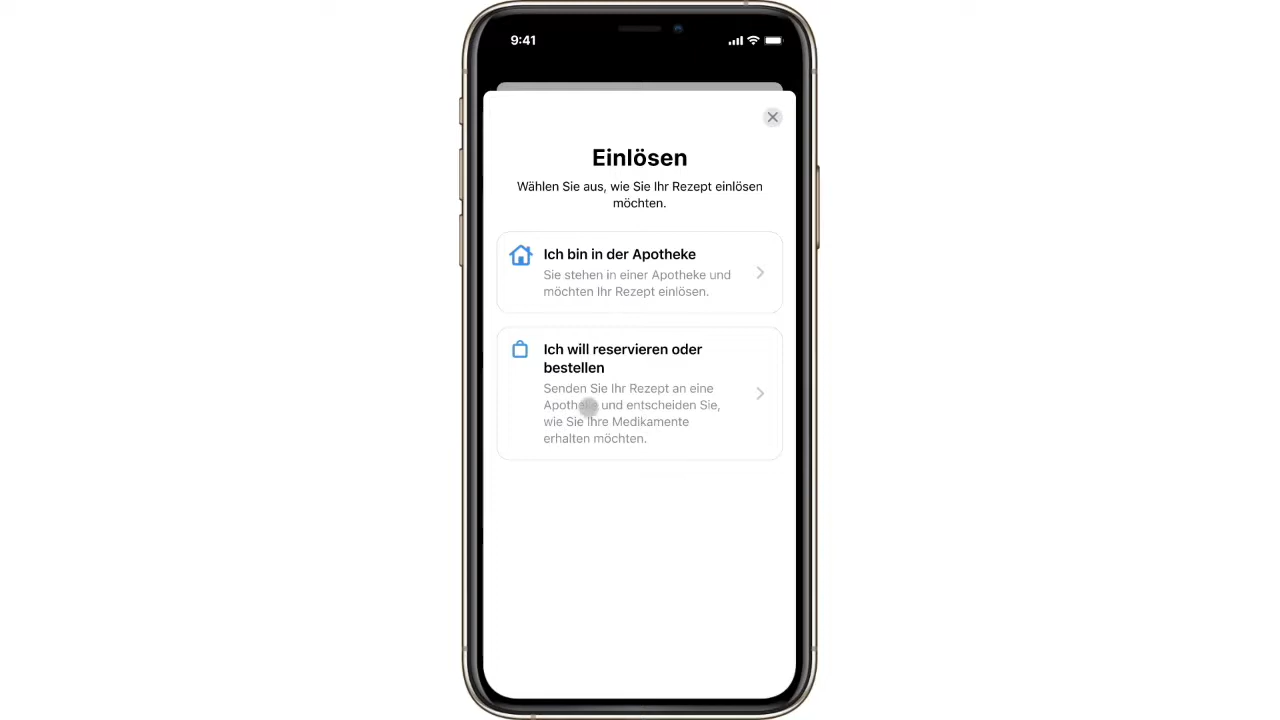 9:41
Einlösen
Wählen Sie aus, wie Sie Ihr Rezept einlösen
möchten.
Ich bin in der Apotheke
Sie stehen in einer Apotheke und
möchten Ihr Rezept einlösen.
Ich will reservieren oder
bestellen
Senden Sie Ihr Rezept an eine
Apotheke und entscheiden Sie,
wie Sie Ihre Medikamente
erhalten möchten.